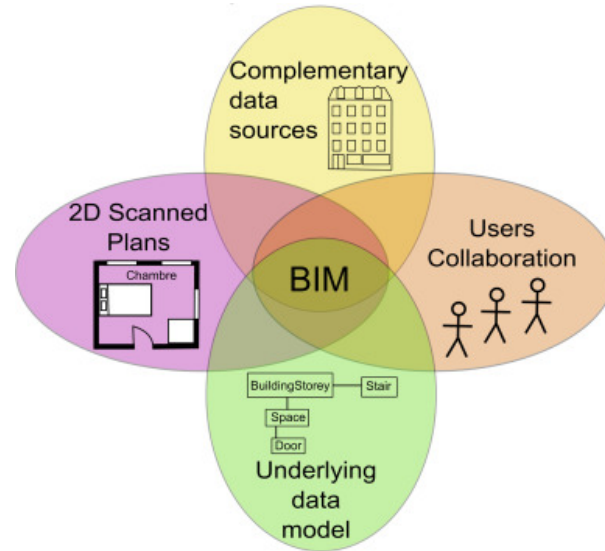 Complementary
data
sources
2D Scanned
Plans
Chambre
Users
Collaboration
BIM
BuildingStorey
Stair
Space
Door
Underlying
data
model